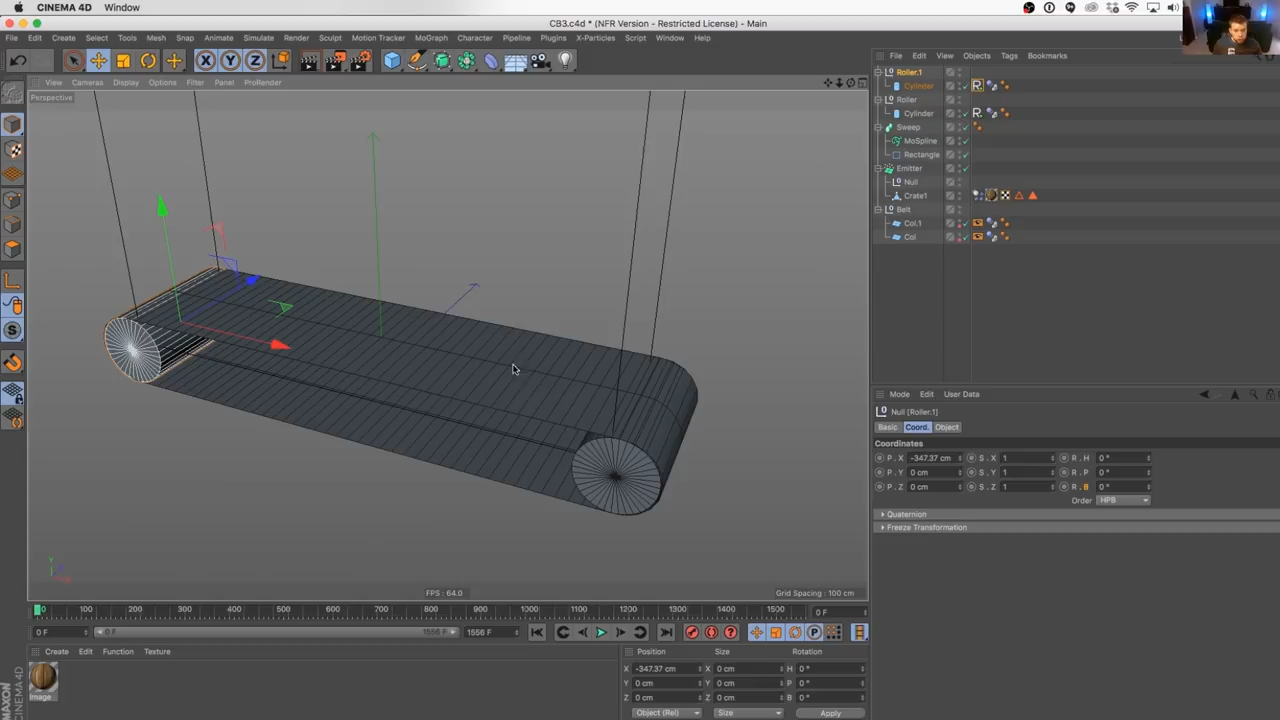 CINEMA 4D Window
CB3.c4d * (NFR Version - Restricted License) - Main
File Edit Create Select Tools Mesh Snap Animate Simulate Render Sculpt Motion Tracker MoGraph Character Pipeline Plugins X-Particles Script Window Help
X Y Z
View Cameras Display Options Filter Panel ProRender
Perspective
FPS : 64.0
Grid Spacing : 100 cm
0 100 200 300 400 500 600 700 800 900 1000 1100 1200 1300 1400 1500
0 F
0 F 0 F 1556 F 1556 F
Create Edit Function Texture
Image
MAXON CINEMA 4D
Position Size Rotation
X -347.37 cm X 0 cm H 0 °
Y 0 cm Y 0 cm P 0 °
Z 0 cm Z 0 cm B 0 °
Object (Rel) Size Apply
File Edit View Objects Tags Bookmarks
Roller.1
Cylinder
Roller
Cylinder
Sweep
MoSpline
Rectangle
Emitter
Null
Crate1
Belt
Col.1
Col
Mode Edit User Data
Null [Roller.1]
Basic Coord. Object
Coordinates
P . X -347.37 cm S . X 1 R . H 0 °
P . Y 0 cm S . Y 1 R . P 0 °
P . Z 0 cm S . Z 1 R . B 0 °
Order HPB
Quaternion
Freeze Transformation